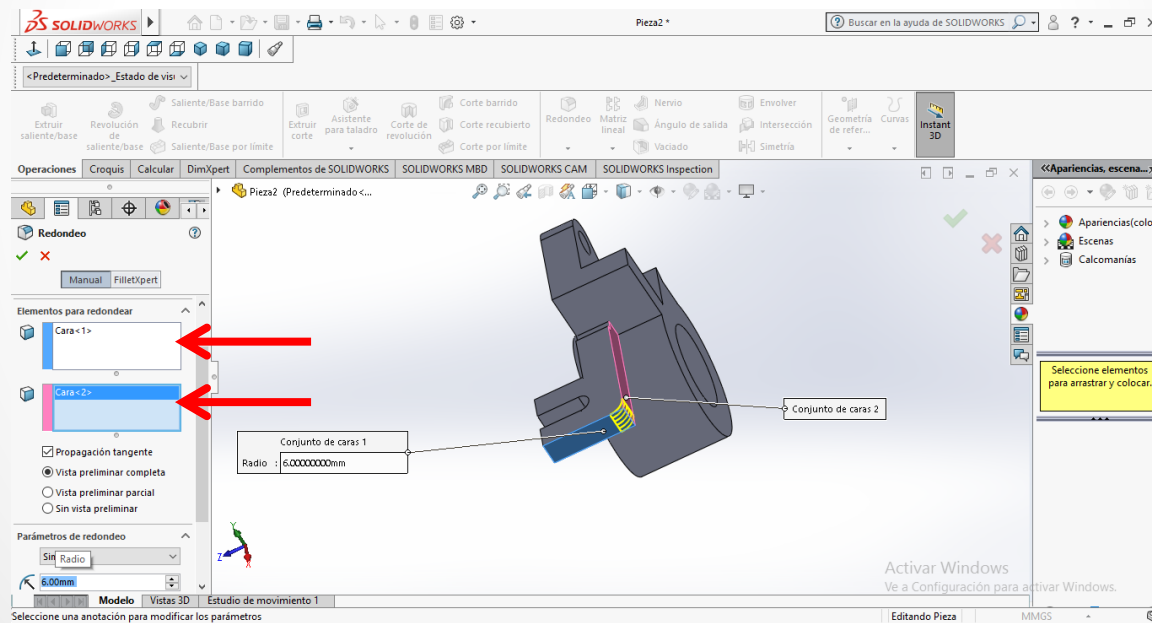 SOLIDWORKS
Pieza2 *
Buscar en la ayuda de SOLIDWORKS
?
<Predeterminado>_Estado de visi
Extruir saliente/base
Revolución de saliente/base
Saliente/Base barrido
Recubrir
Saliente/Base por límite
Extruir corte
Asistente para taladro
Corte de revolución
Corte barrido
Corte recubierto
Corte por límite
Redondeo
Matriz lineal
Nervio
Ángulo de salida
Vaciado
Envolver
Intersección
Simetría
Geometría de refer...
Curvas
Instant 3D
Operaciones
Croquis
Calcular
DimXpert
Complementos de SOLIDWORKS
SOLIDWORKS MBD
SOLIDWORKS CAM
SOLIDWORKS Inspection
Pieza2 (Predeterminado<...
Redondeo
Manual
FilletXpert
Elementos para redondear
Cara<1>
Cara<2>
Propagación tangente
Vista preliminar completa
Vista preliminar parcial
Sin vista preliminar
Parámetros de redondeo
Sin
Radio
6.00mm
Conjunto de caras 1
Radio : 6.00000000mm
Conjunto de caras 2
Y
Z
X
«Apariencias, escena...
Apariencias(colo
Escenas
Calcomanías
Seleccione elementos
para arrastrar y colocar.
Activar Windows
Ve a Configuración para activar Windows.
Modelo
Vistas 3D
Estudio de movimiento 1
Seleccione una anotación para modificar los parámetros
Editando Pieza
MMGS